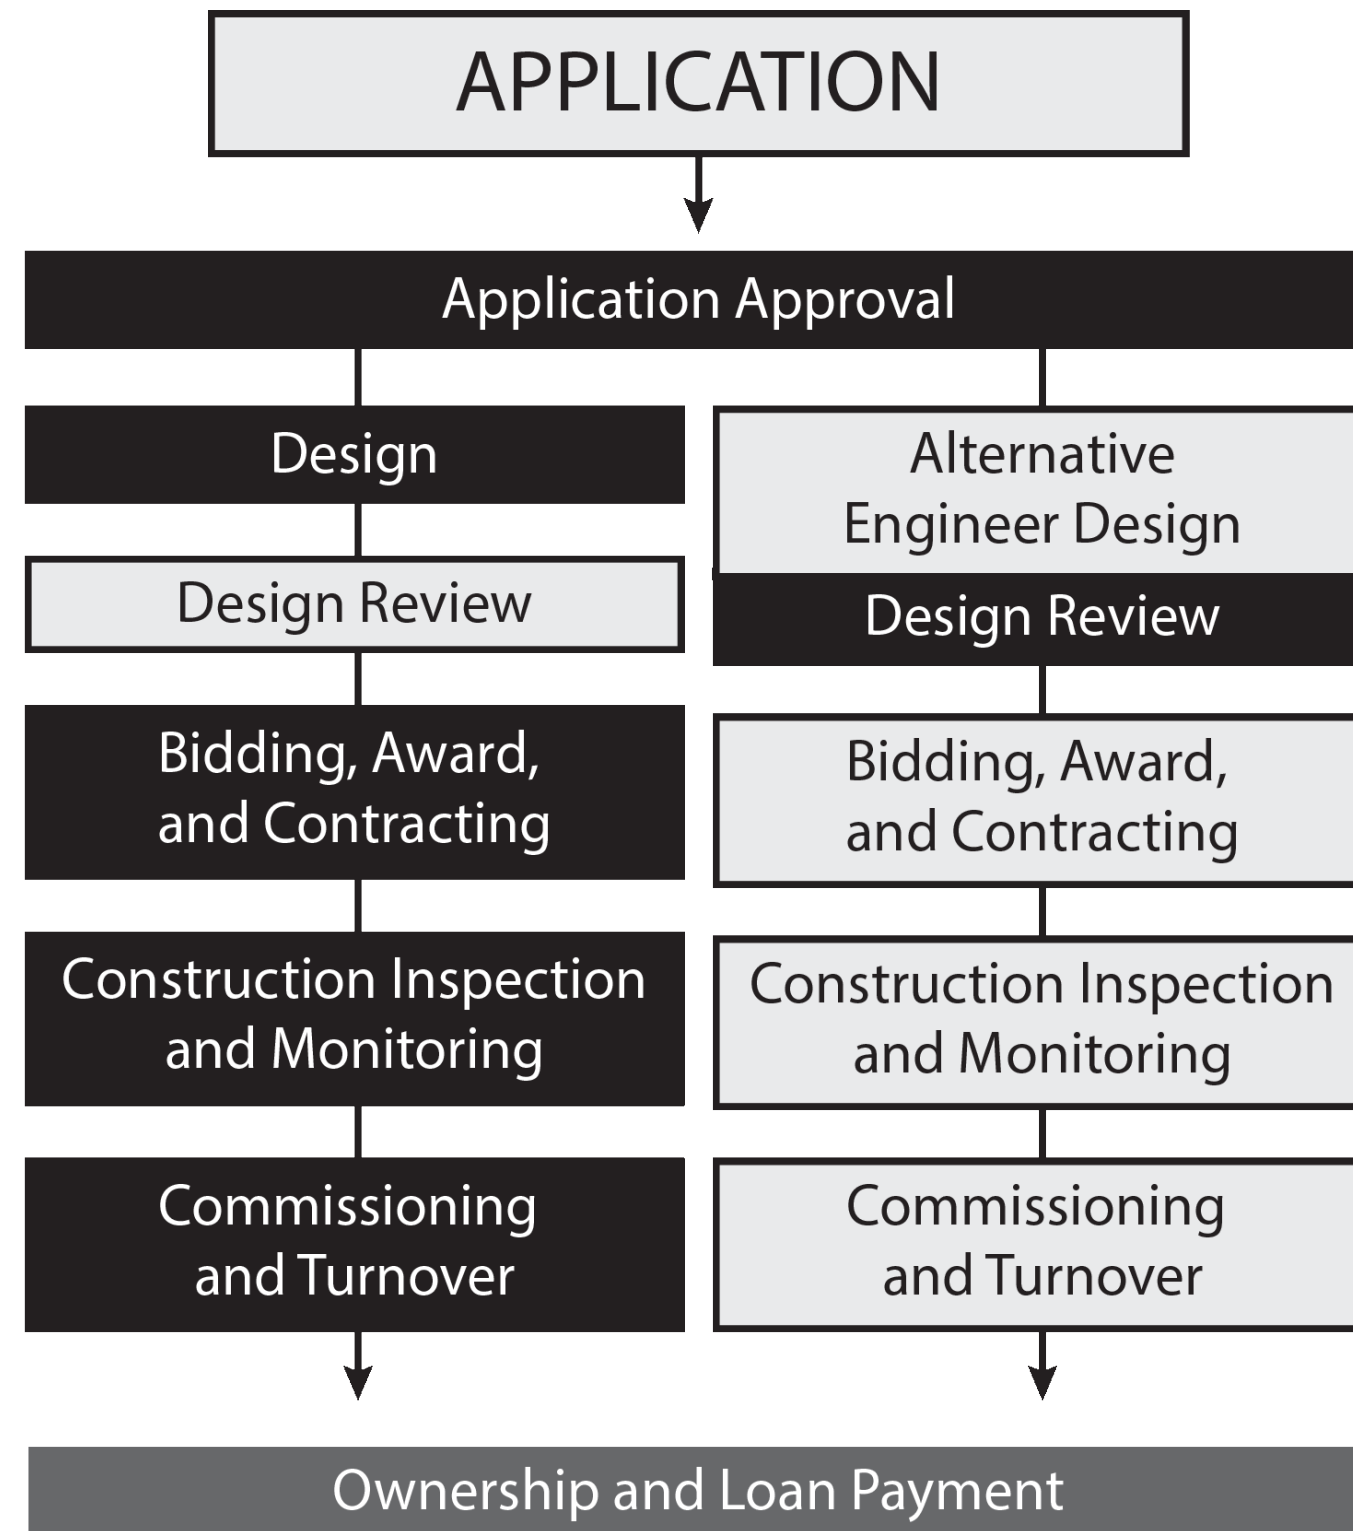 APPLICATION
Application Approval
Design
Design Review
Bidding, Award,
and Contracting
Construction Inspection
and Monitoring
Commissioning
and Turnover
Alternative
Engineer Design
Design Review
Bidding, Award,
and Contracting
Construction Inspection
and Monitoring
Commissioning
and Turnover
Ownership and Loan Payment